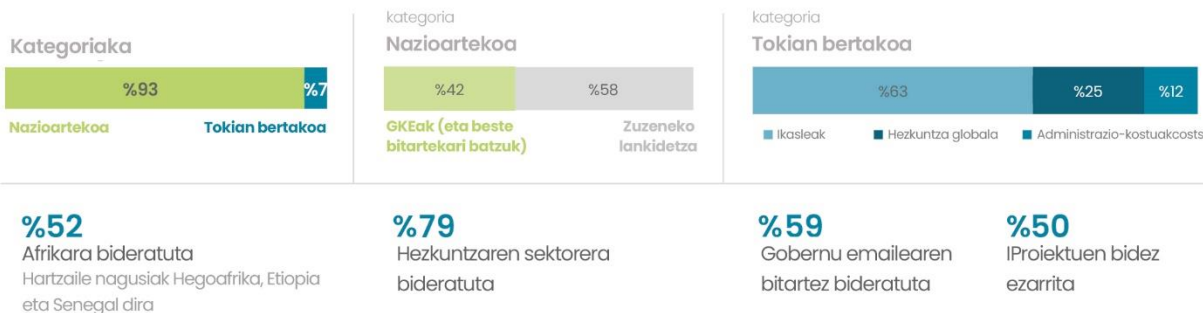 Kategoriaka
%93
%7
Nazioartekoa
Tokian bertakoa
kategoria
Nazioartekoa
%42
%58
GKEak (eta beste
bitartekari batzuk)
Zuzeneko
lankidetza
kategoria
Tokian bertakoa
%63
%25
%12
Ikasleak
Hezkuntza globala
Administrazio-kostuakcosts
%52
Afrikara bideratuta
Hartzaile nagusiak Hegoafrika, Etiopia
eta Senegal dira
%79
Hezkuntzaren sektorera
bideratuta
%59
Gobernu emailearen
bitartez bideratuta
%50
IProiektuen bidez
ezarrita